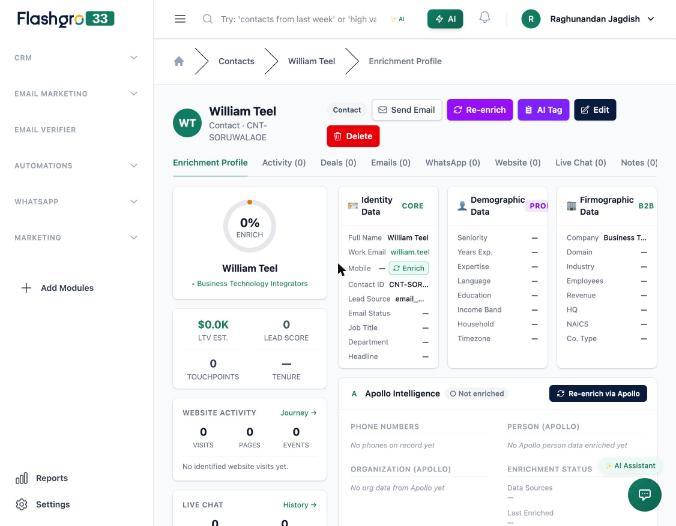 Flashgro 33
Try: 'contacts from last week' or 'high va
AI
AI
R
Raghunandan Jagdish
CRM
EMAIL MARKETING
EMAIL VERIFIER
AUTOMATIONS
WHATSAPP
MARKETING
Add Modules
Reports
Settings
Contacts
William Teel
Enrichment Profile
WT
William Teel
Contact · CNT-
SORUWALAOE
Contact
Send Email
Re-enrich
AI Tag
Edit
Delete
Enrichment Profile
Activity (0)
Deals (0)
Emails (0)
WhatsApp (0)
Website (0)
Live Chat (0)
Notes (0)
0%
ENRICH
William Teel
• Business Technology Integrators
$0.0K
LTV EST.
0
LEAD SCORE
0
TOUCHPOINTS
—
TENURE
WEBSITE ACTIVITY
Journey →
0
VISITS
0
PAGES
0
EVENTS
No identified website visits yet.
LIVE CHAT
History →
0
0
Identity Data
CORE
Full Name William Teel
Work Email william.teel
Mobile — Enrich
Contact ID CNT-SOR...
Lead Source email_...
Email Status —
Job Title —
Department —
Headline —
Demographic Data
Seniority —
Years Exp. —
Expertise —
Language —
Education —
Income Band —
Household —
Timezone —
Firmographic Data
B2B
Company Business T...
Domain —
Industry —
Employees —
Revenue —
HQ —
NAICS —
Co. Type —
A Apollo Intelligence
Not enriched
Re-enrich via Apollo
PHONE NUMBERS
No phones on record yet
PERSON (APOLLO)
No Apollo person data enriched yet
ORGANIZATION (APOLLO)
No org data from Apollo yet
ENRICHMENT STATUS
Data Sources
—
Last Enriched
—
AI Assistant